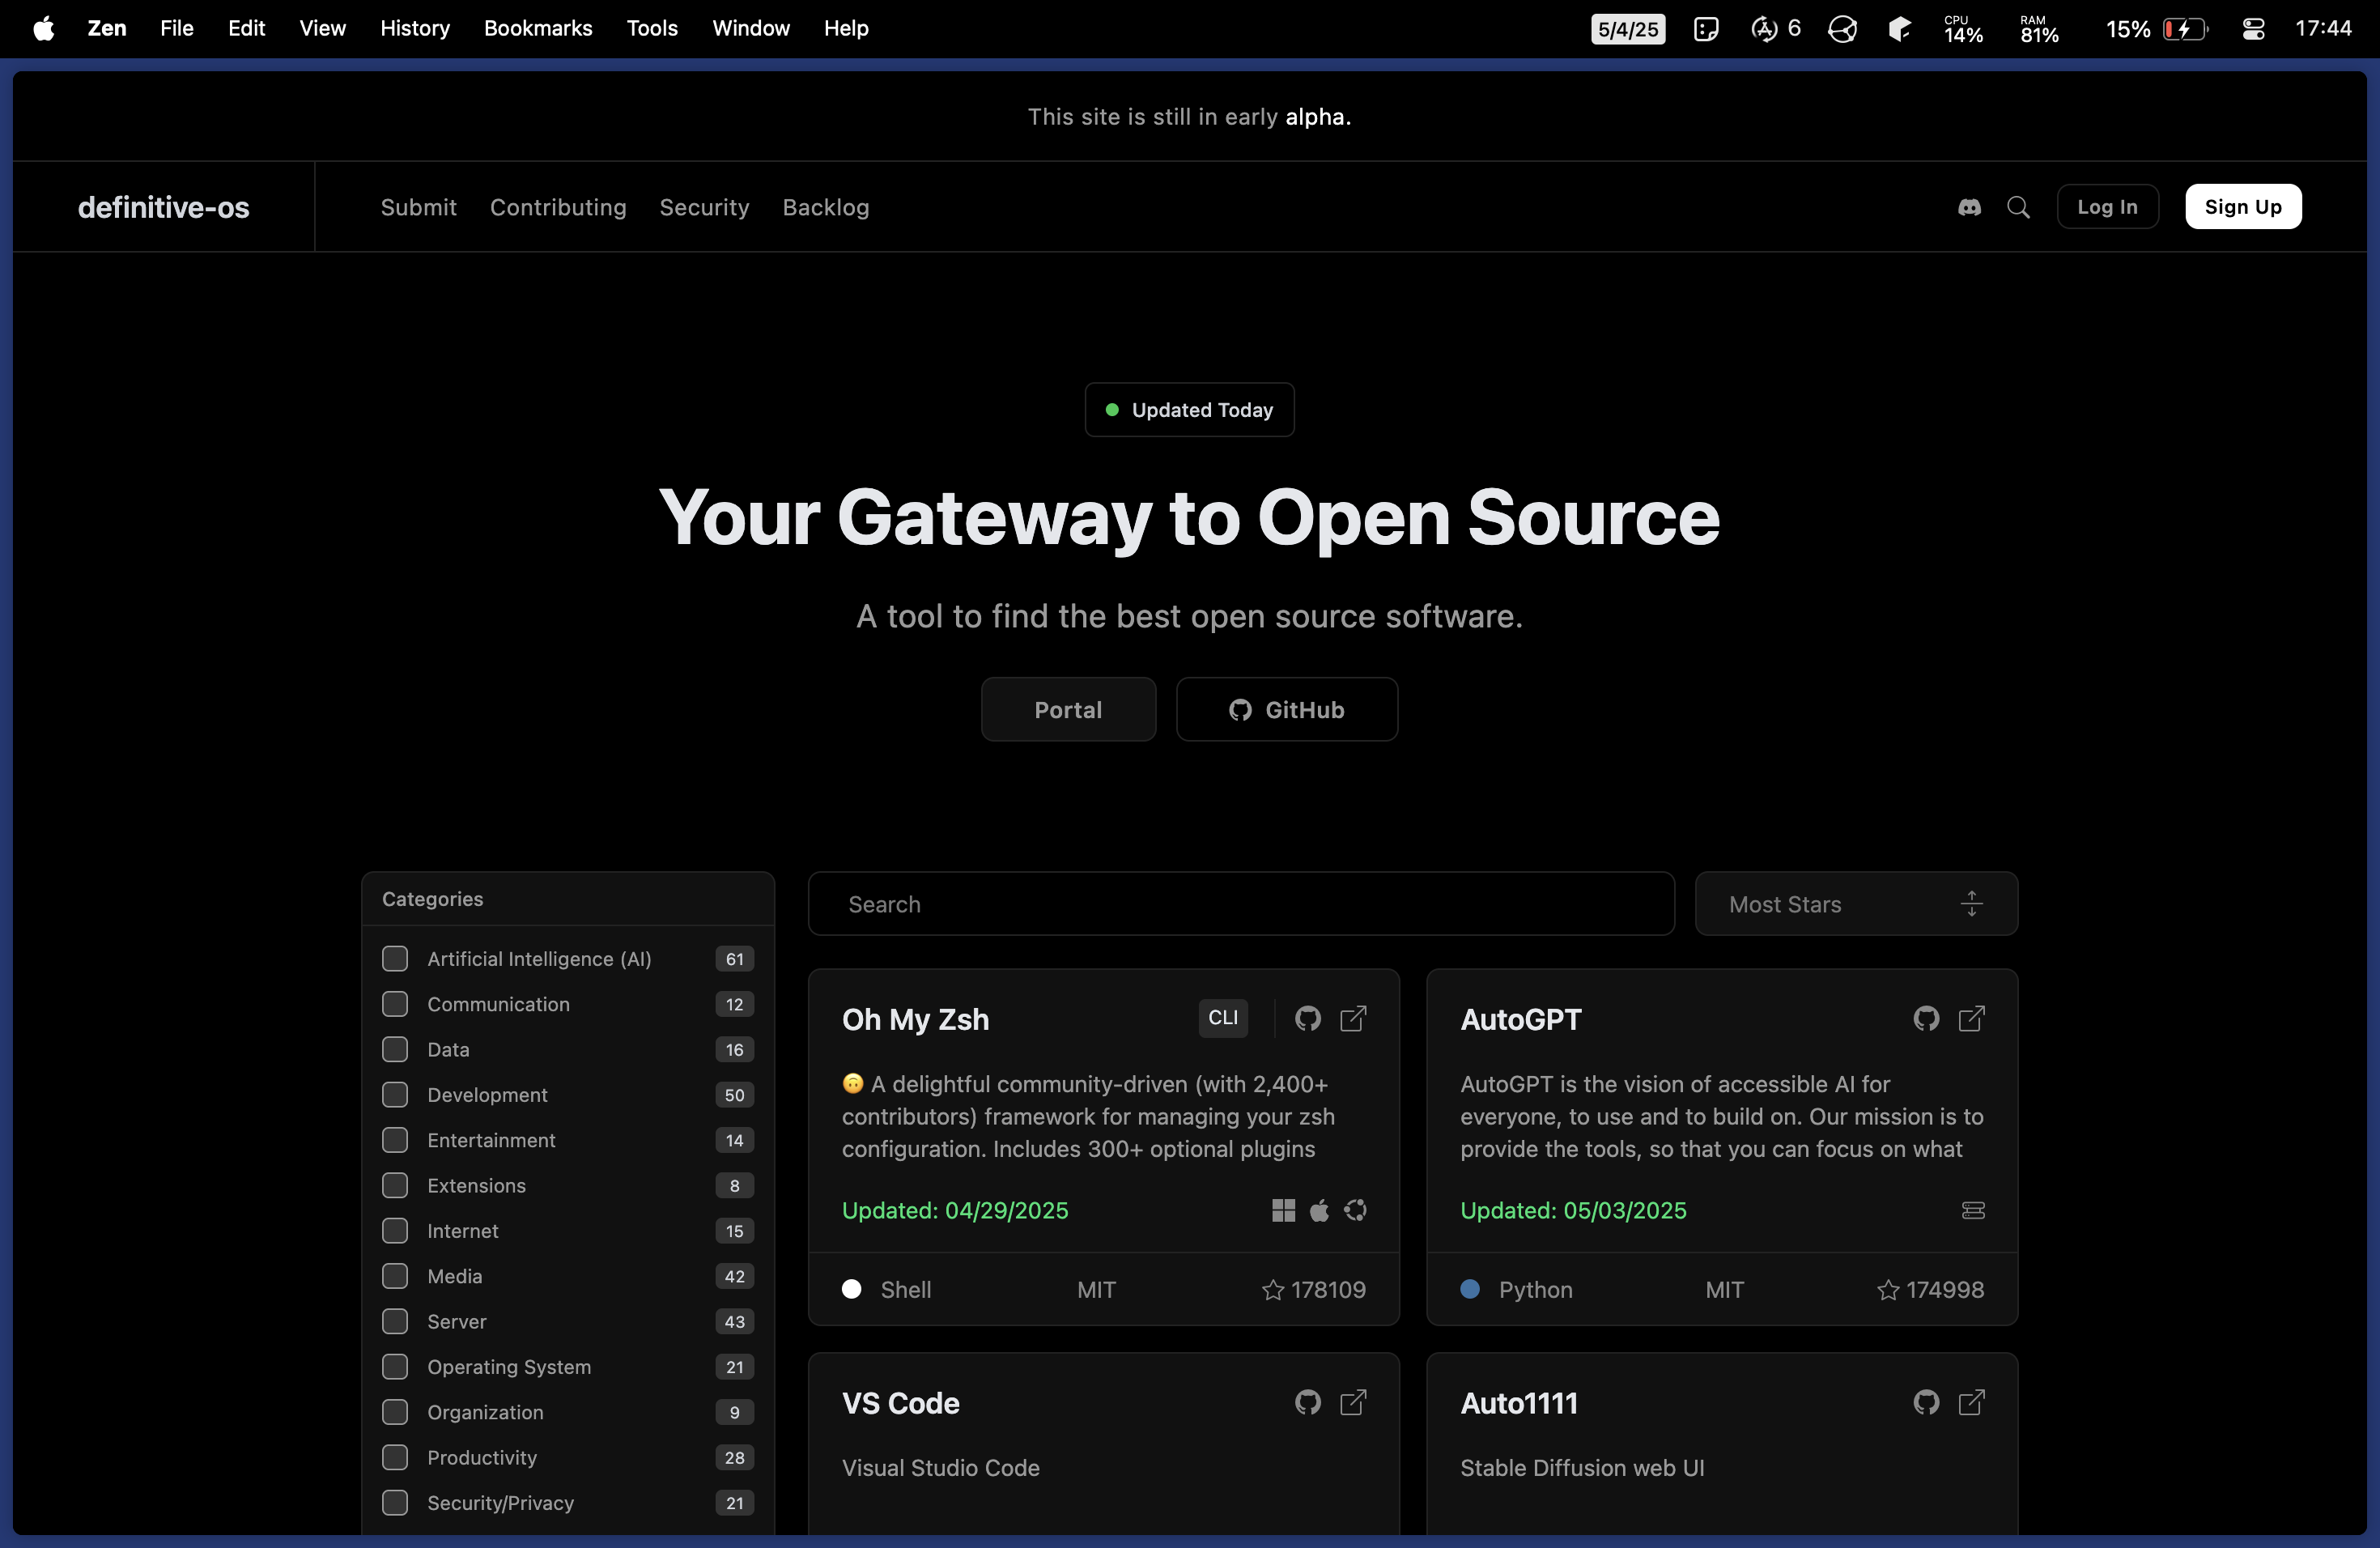 Zen File Edit View History Bookmarks Tools Window Help 5/4/25 6 CPU 14% RAM 81% 15% 17:44
This site is still in early alpha.
definitive-os Submit Contributing Security Backlog Log In Sign Up
Updated Today
Your Gateway to Open Source
A tool to find the best open source software.
Portal GitHub
Categories
Artificial Intelligence (AI) 61
Communication 12
Data 16
Development 50
Entertainment 14
Extensions 8
Internet 15
Media 42
Server 43
Operating System 21
Organization 9
Productivity 28
Security/Privacy 21
Search Most Stars
Oh My Zsh CLI
🙃 A delightful community-driven (with 2,400+
contributors) framework for managing your zsh
configuration. Includes 300+ optional plugins
Updated: 04/29/2025
Shell MIT 178109
AutoGPT
AutoGPT is the vision of accessible AI for
everyone, to use and to build on. Our mission is to
provide the tools, so that you can focus on what
Updated: 05/03/2025
Python MIT 174998
VS Code
Visual Studio Code
Auto1111
Stable Diffusion web UI